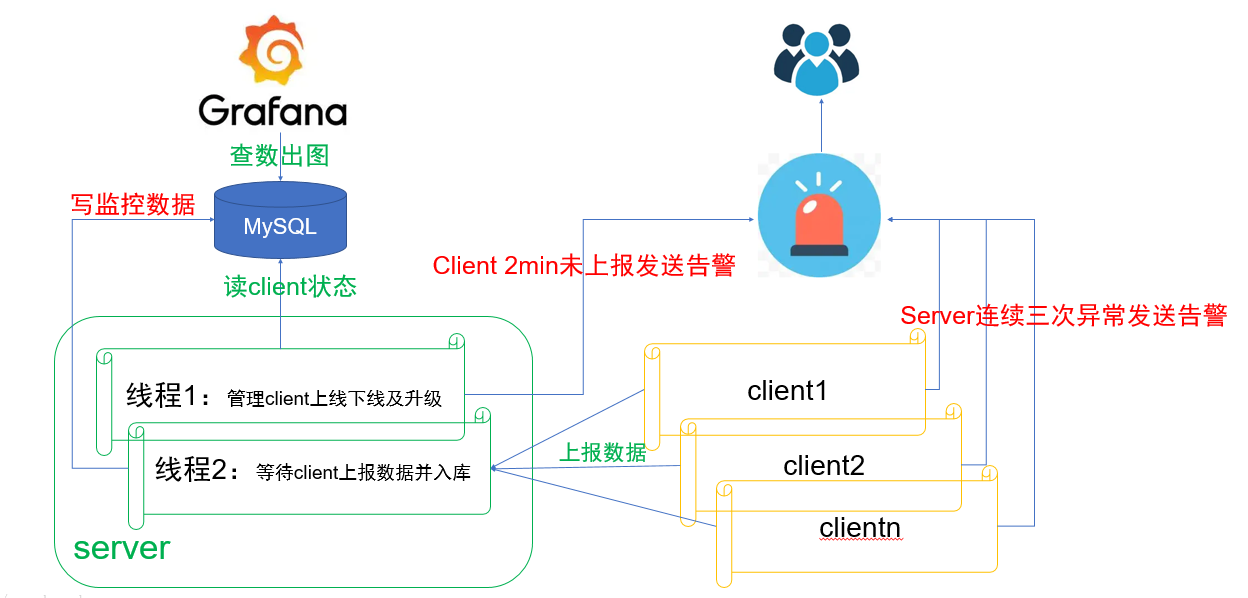 Grafana
查数出图
写监控数据
MySQL
Client 2min未上报发送告警
读client状态
Server连续三次异常发送告警
线程1：管理client上线下线及升级
client1
上报数据
线程2：等待client上报数据并入库
client2
clientn
server